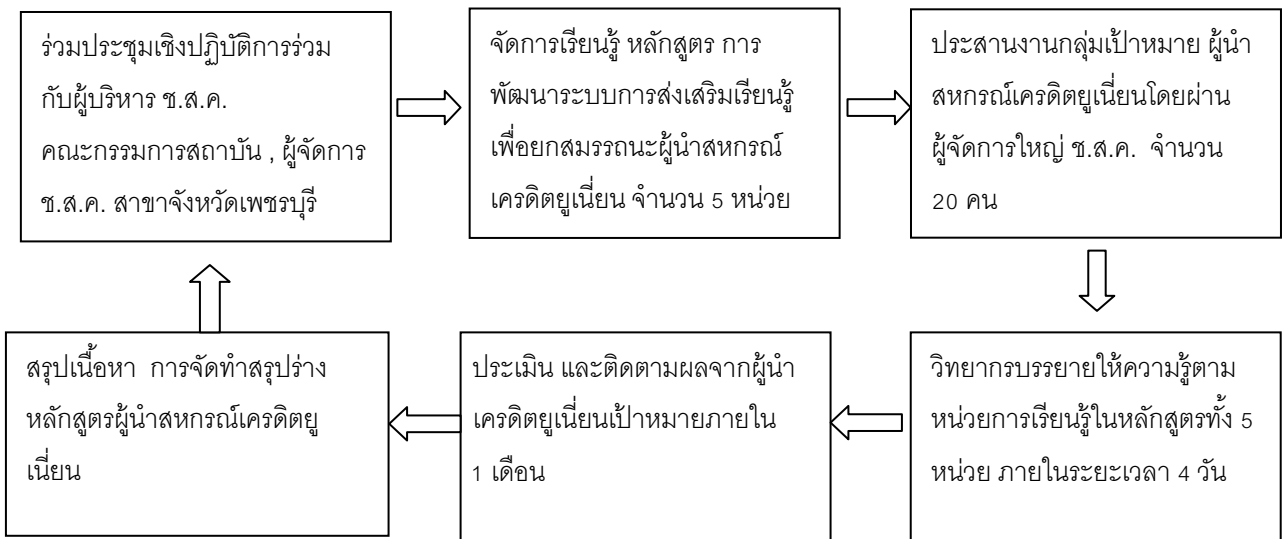 ร่วมประชุมเชิงปฏิบัติการร่วม
กับผู้บริหาร ช.ส.ค.
คณะกรรมการสถาบัน , ผู้จัดการ
ช.ส.ค. สาขาจังหวัดเพชรบุรี
จัดการเรียนรู้ หลักสูตร การ
พัฒนาระบบการส่งเสริมเรียนรู้
เพื่อยกสมรรถนะผู้นำสหกรณ์
เครดิตยูเนี่ยน จำนวน 5 หน่วย
ประสานงานกลุ่มเป้าหมาย ผู้นำ
สหกรณ์เครดิตยูเนี่ยนโดยผ่าน
ผู้จัดการใหญ่ ช.ส.ค. จำนวน
20 คน
วิทยากรบรรยายให้ความรู้ตาม
หน่วยการเรียนรู้ในหลักสูตรทั้ง 5
หน่วย ภายในระยะเวลา 4 วัน
ประเมิน และติดตามผลจากผู้นำ
เครดิตยูเนี่ยนเป้าหมายภายใน
1 เดือน
สรุปเนื้อหา การจัดทำสรุปร่าง
หลักสูตรผู้นำสหกรณ์เครดิตยู
เนี่ยน